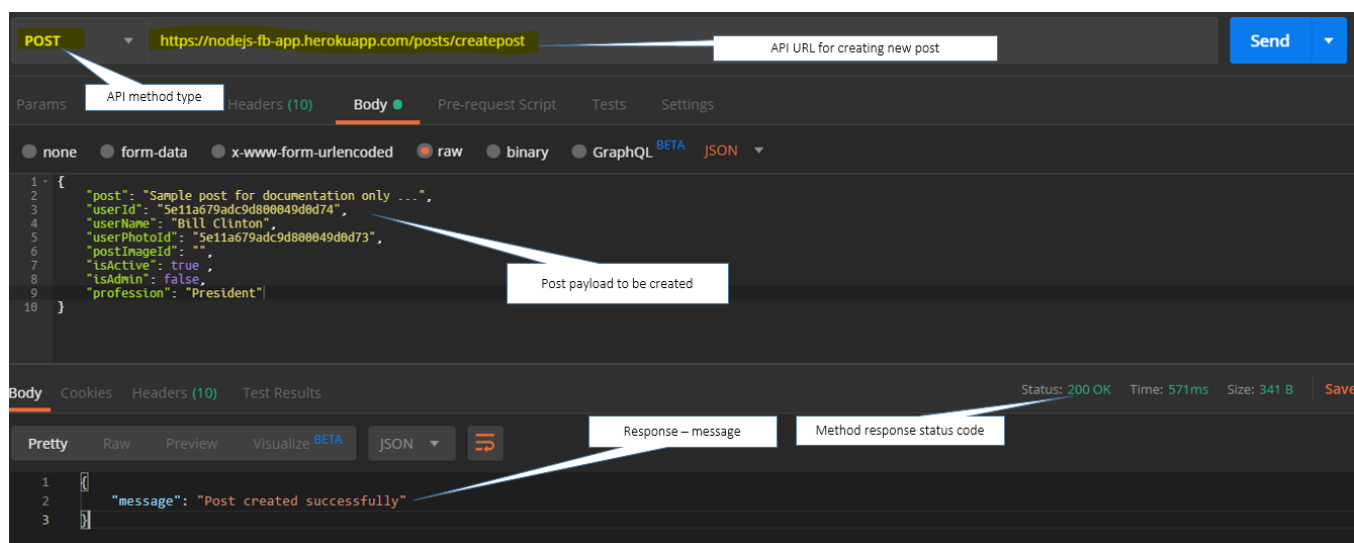 POST https://nodejs-fb-app.herokuapp.com/posts/createpost API URL for creating new post Send
Params API method type Headers (10) Body Pre-request Script Tests Settings
none form-data x-www-form-urlencoded raw binary GraphQL BETA JSON
1 {
2 "post": "Sample post for documentation only ...",
3 "userId": "5e11a679adc9d800049d0d74",
4 "userName": "Bill Clinton",
5 "userPhotoId": "5e11a679adc9d800049d0d73",
6 "postImageId": "",
7 "isActive": true ,
8 "isAdmin": false,
9 "profession": "President"
10 }
Post payload to be created
Body Cookies Headers (10) Test Results Status: 200 OK Time: 571ms Size: 341 B Save
Pretty Raw Preview Visualize BETA JSON Response – message Method response status code
1 {
2 "message": "Post created successfully"
3 }